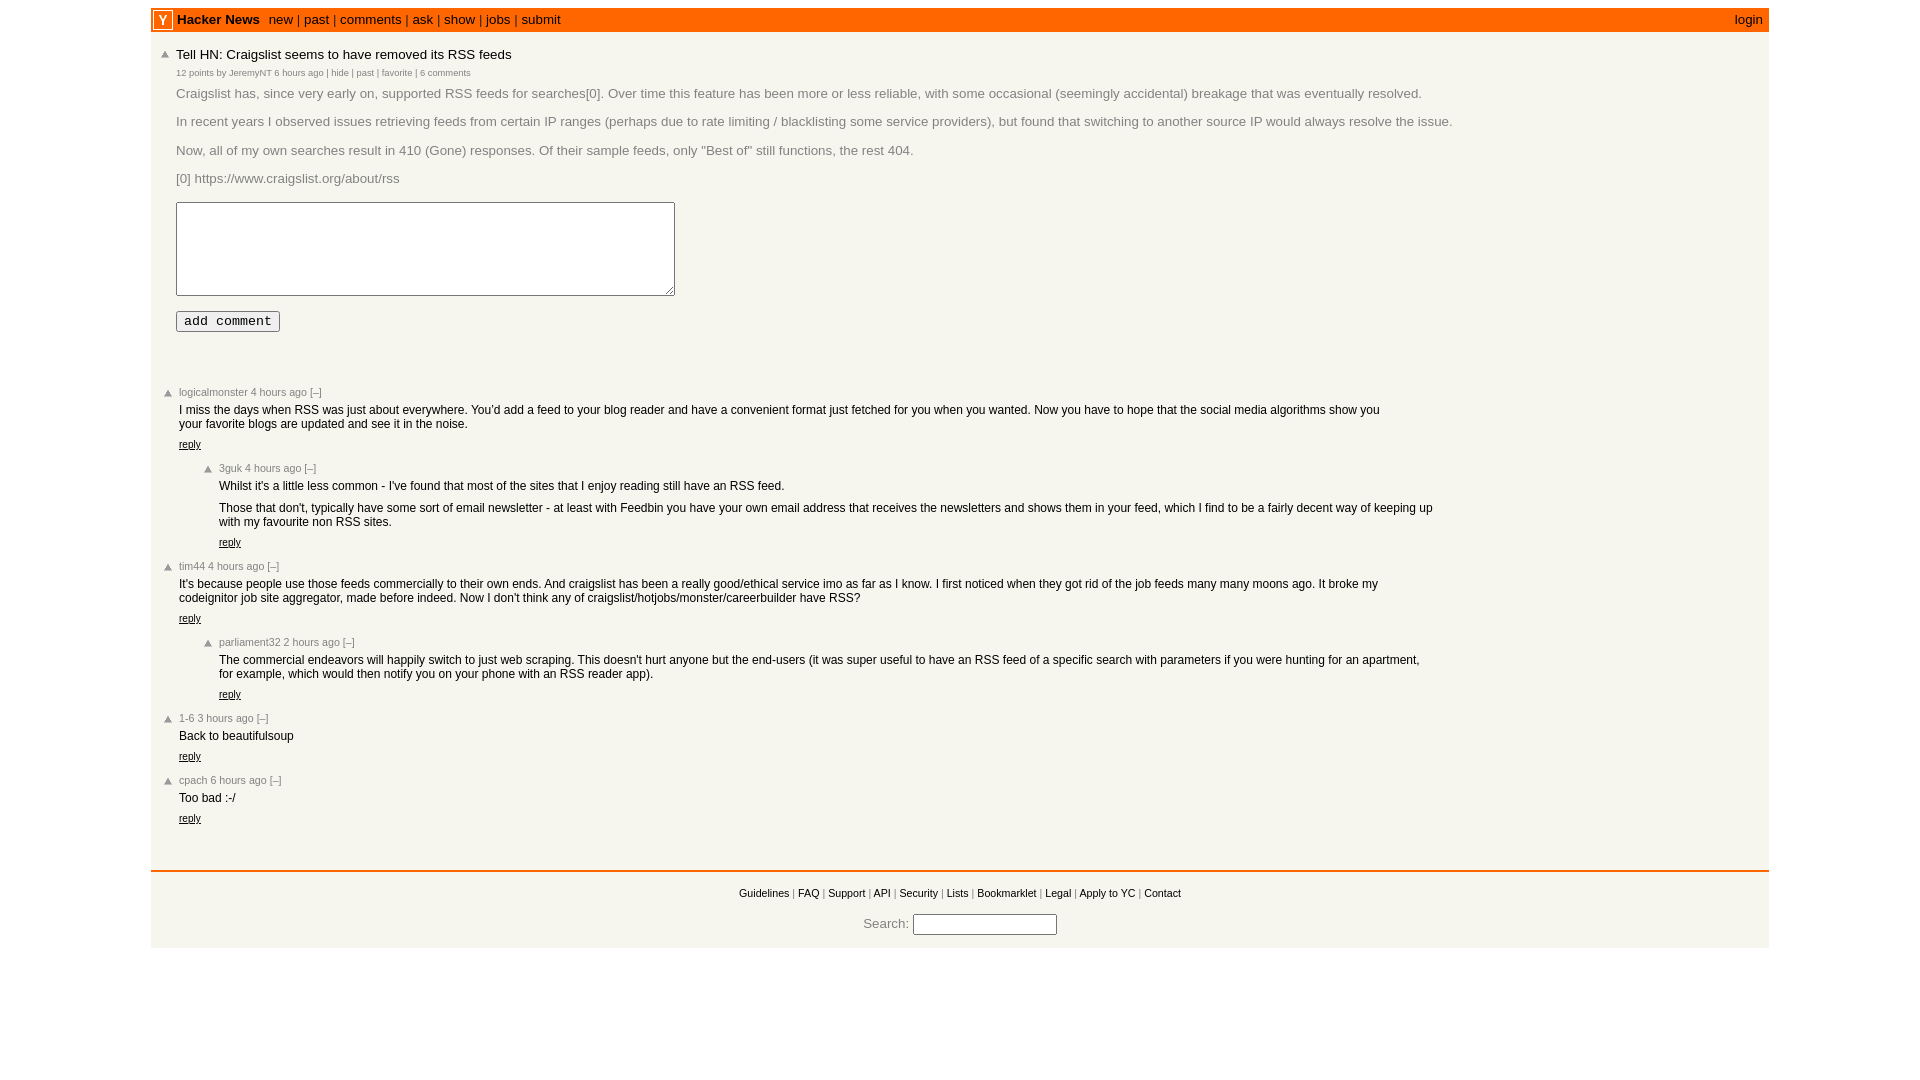 Y Hacker News new | past | comments | ask | show | jobs | submit login
Tell HN: Craigslist seems to have removed its RSS feeds
12 points by JeremyNT 6 hours ago | hide | past | favorite | 6 comments
Craigslist has, since very early on, supported RSS feeds for searches[0]. Over time this feature has been more or less reliable, with some occasional (seemingly accidental) breakage that was eventually resolved.
In recent years I observed issues retrieving feeds from certain IP ranges (perhaps due to rate limiting / blacklisting some service providers), but found that switching to another source IP would always resolve the issue.
Now, all of my own searches result in 410 (Gone) responses. Of their sample feeds, only "Best of" still functions, the rest 404.
[0] https://www.craigslist.org/about/rss
add comment
logicalmonster 4 hours ago [–]
I miss the days when RSS was just about everywhere. You’d add a feed to your blog reader and have a convenient format just fetched for you when you wanted. Now you have to hope that the social media algorithms show you
your favorite blogs are updated and see it in the noise.
reply
3guk 4 hours ago [–]
Whilst it's a little less common - I've found that most of the sites that I enjoy reading still have an RSS feed.
Those that don't, typically have some sort of email newsletter - at least with Feedbin you have your own email address that receives the newsletters and shows them in your feed, which I find to be a fairly decent way of keeping up
with my favourite non RSS sites.
reply
tim44 4 hours ago [–]
It's because people use those feeds commercially to their own ends. And craigslist has been a really good/ethical service imo as far as I know. I first noticed when they got rid of the job feeds many many moons ago. It broke my
codeignitor job site aggregator, made before indeed. Now I don't think any of craigslist/hotjobs/monster/careerbuilder have RSS?
reply
parliament32 2 hours ago [–]
The commercial endeavors will happily switch to just web scraping. This doesn't hurt anyone but the end-users (it was super useful to have an RSS feed of a specific search with parameters if you were hunting for an apartment,
for example, which would then notify you on your phone with an RSS reader app).
reply
1-6 3 hours ago [–]
Back to beautifulsoup
reply
cpach 6 hours ago [–]
Too bad :-/
reply
Guidelines | FAQ | Support | API | Security | Lists | Bookmarklet | Legal | Apply to YC | Contact
Search: